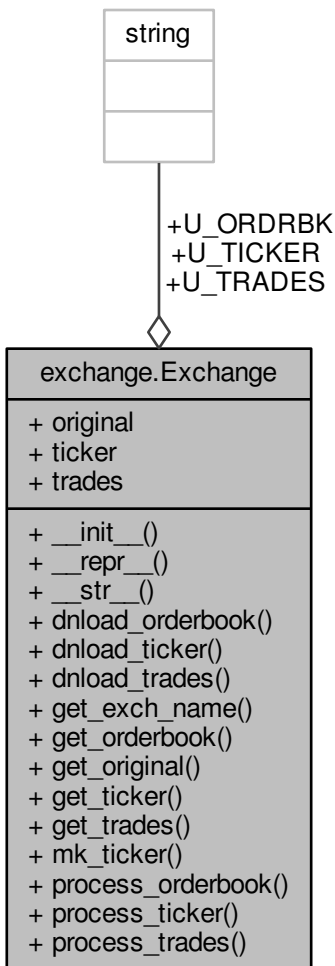 string
+U_ORDRBK
+U_TICKER
+U_TRADES
exchange.Exchange
+ original
+ ticker
+ trades
+ __init__()
+ __repr__()
+ __str__()
+ dnload_orderbook()
+ dnload_ticker()
+ dnload_trades()
+ get_exch_name()
+ get_orderbook()
+ get_original()
+ get_ticker()
+ get_trades()
+ mk_ticker()
+ process_orderbook()
+ process_ticker()
+ process_trades()